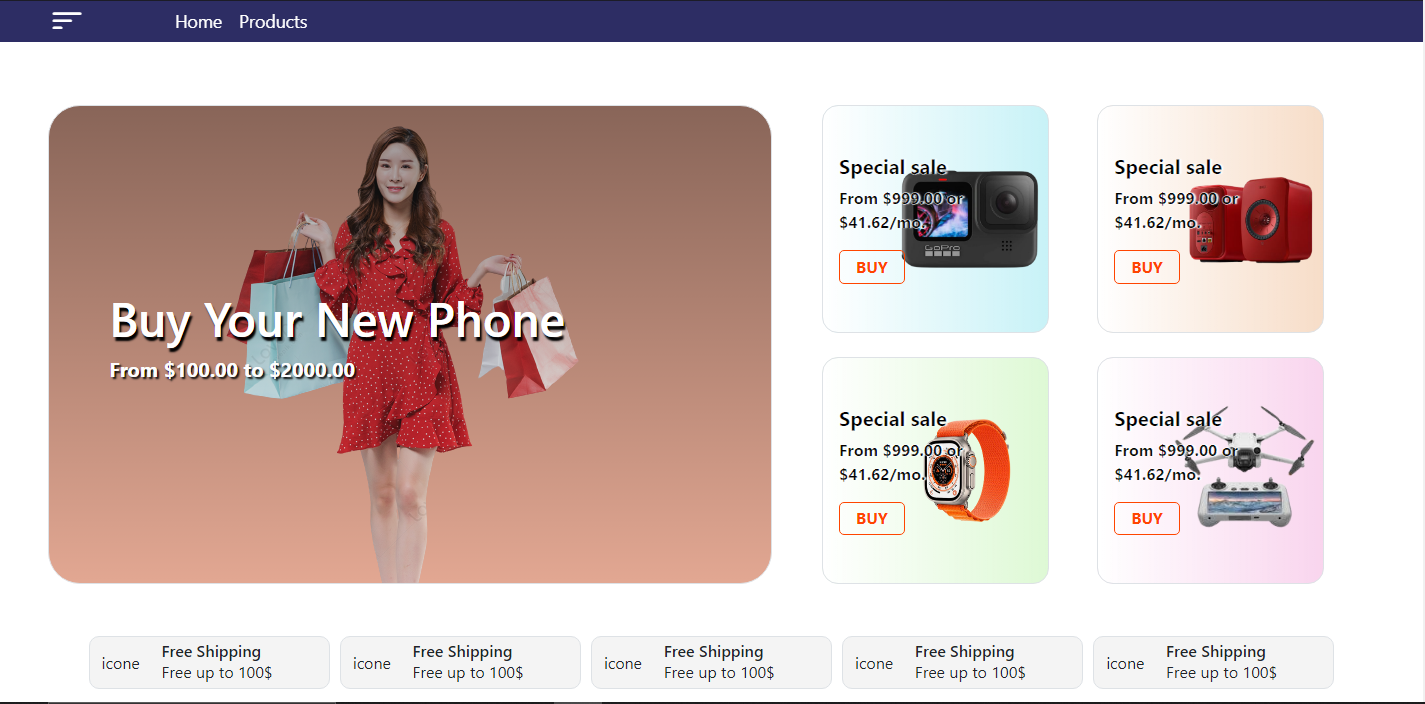 Home Products
Buy Your New Phone
From $100.00 to $2000.00
Special sale
From $999.00 or
$41.62/mo.
BUY
GoPro
Special sale
From $999.00 or
$41.62/mo.
BUY
Special sale
From $999.00 or
$41.62/mo.
BUY
Special sale
From $999.00 or
$41.62/mo.
BUY
icone
Free Shipping
Free up to 100$
icone
Free Shipping
Free up to 100$
icone
Free Shipping
Free up to 100$
icone
Free Shipping
Free up to 100$
icone
Free Shipping
Free up to 100$